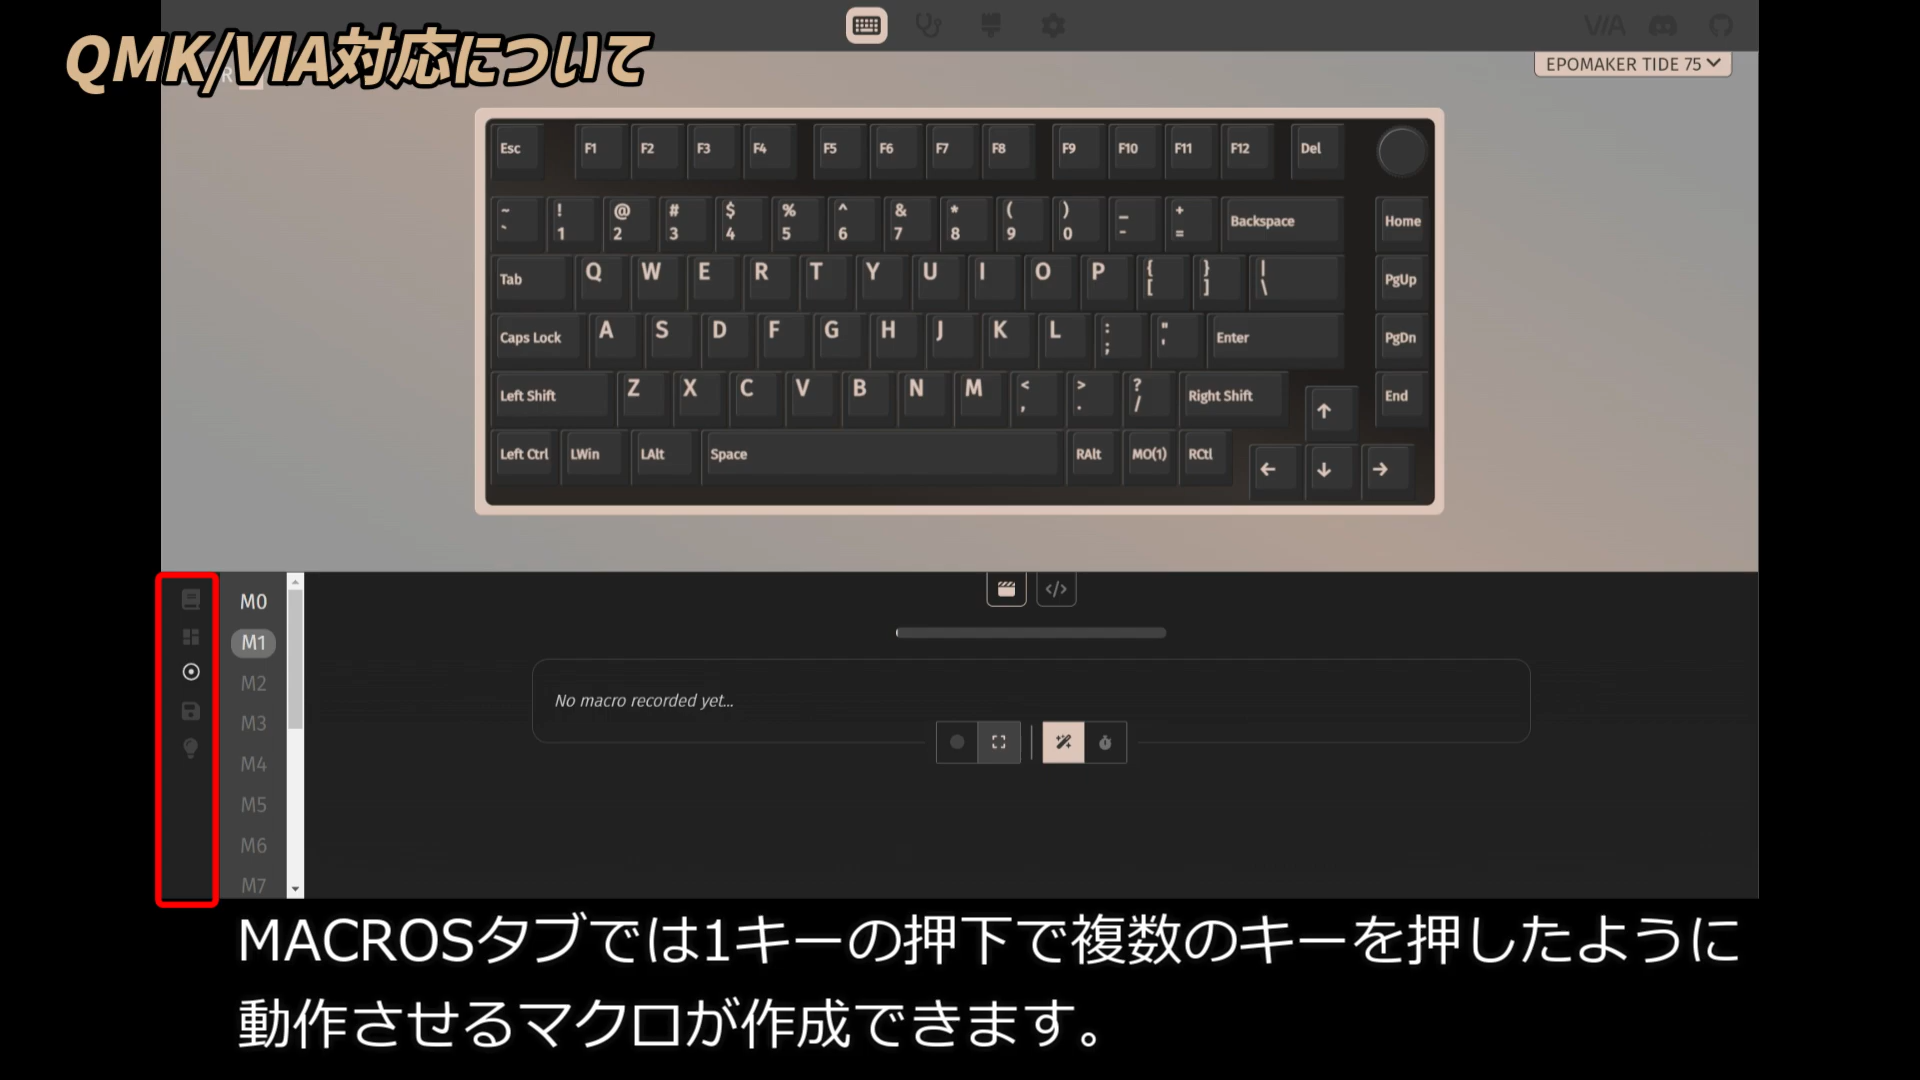 QMK/VIA対応について
VIA
EPOMAKER TIDE 75
Esc F1 F2 F3 F4 F5 F6 F7 F8 F9 F10 F11 F12 Del
~ ! @ # $ % ^ & * ( ) _ +
` 1 2 3 4 5 6 7 8 9 0 - = Backspace Home
Tab Q W E R T Y U I O P { } |
[ ] \ PgUp
Caps Lock A S D F G H J K L : "
; ' Enter PgDn
Left Shift Z X C V B N M < > ?
, . / Right Shift ↑ End
Left Ctrl LWin LAlt Space RAlt MO(1) RCtl ← ↓ →
M0
M1
M2
M3
M4
M5
M6
M7
</>
No macro recorded yet...
MACROSタブでは1キーの押下で複数のキーを押したように
動作させるマクロが作成できます。